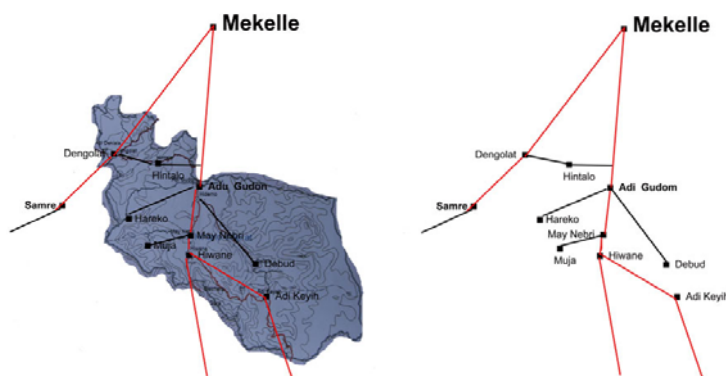 Mekelle
Dengolat
Hintalo
Adu Gudon
Samre
Hareko
May Nebri
Muja
Hiwane
Debud
Adi Keyih
Mekelle
Dengolat
Hintalo
Adi Gudom
Samre
Hareko
May Nebri
Muja
Hiwane
Debud
Adi Keyih